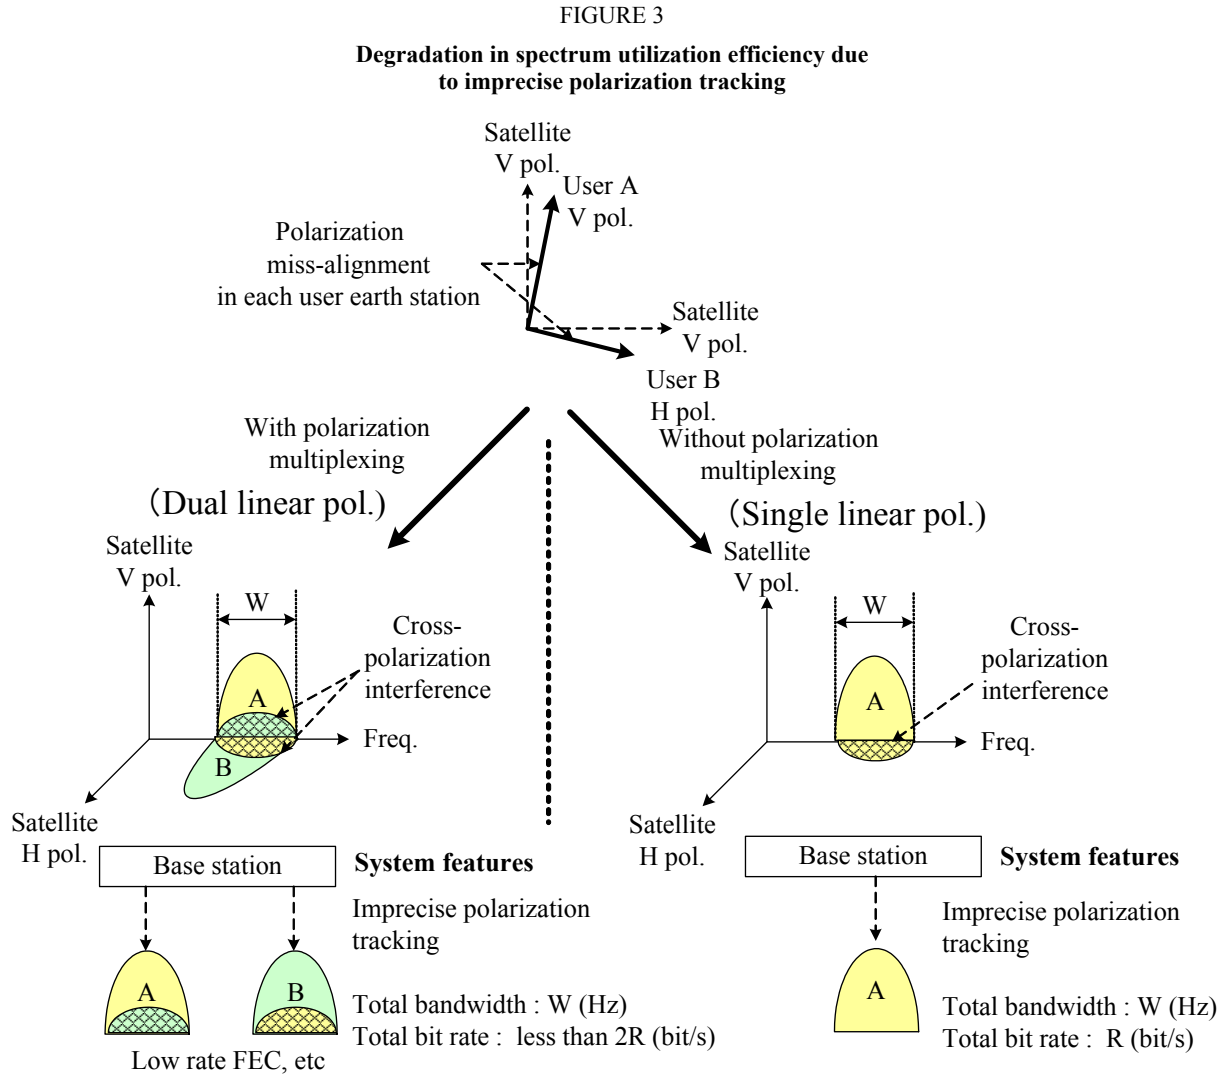 FIGURE 3
Degradation in spectrum utilization efficiency due
to imprecise polarization tracking
Satellite
V pol.
User A
V pol.
Polarization
miss-alignment
in each user earth station
Satellite
V pol.
User B
H pol.
With polarization
multiplexing
(Dual linear pol.)
Without polarization
multiplexing
(Single linear pol.)
Satellite
V pol.
W
Cross-
polarization
interference
A
Freq.
B
Satellite
H pol.
Satellite
V pol.
W
Cross-
polarization
interference
A
Freq.
Satellite
H pol.
Base station
System features
Imprecise polarization
tracking
A
B
Total bandwidth : W (Hz)
Total bit rate : less than 2R (bit/s)
Low rate FEC, etc
Base station
System features
Imprecise polarization
tracking
A
Total bandwidth : W (Hz)
Total bit rate : R (bit/s)